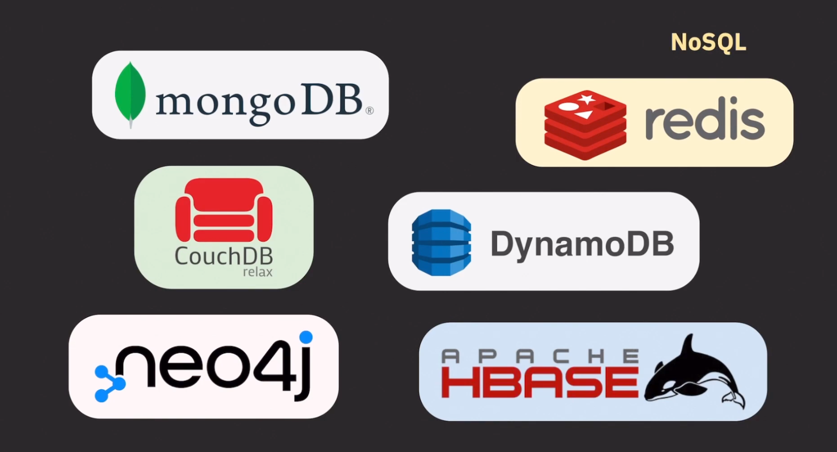 NoSQL
mongoDB®
redis
CouchDB
relax
DynamoDB
neo4j
APACHE
HBASE